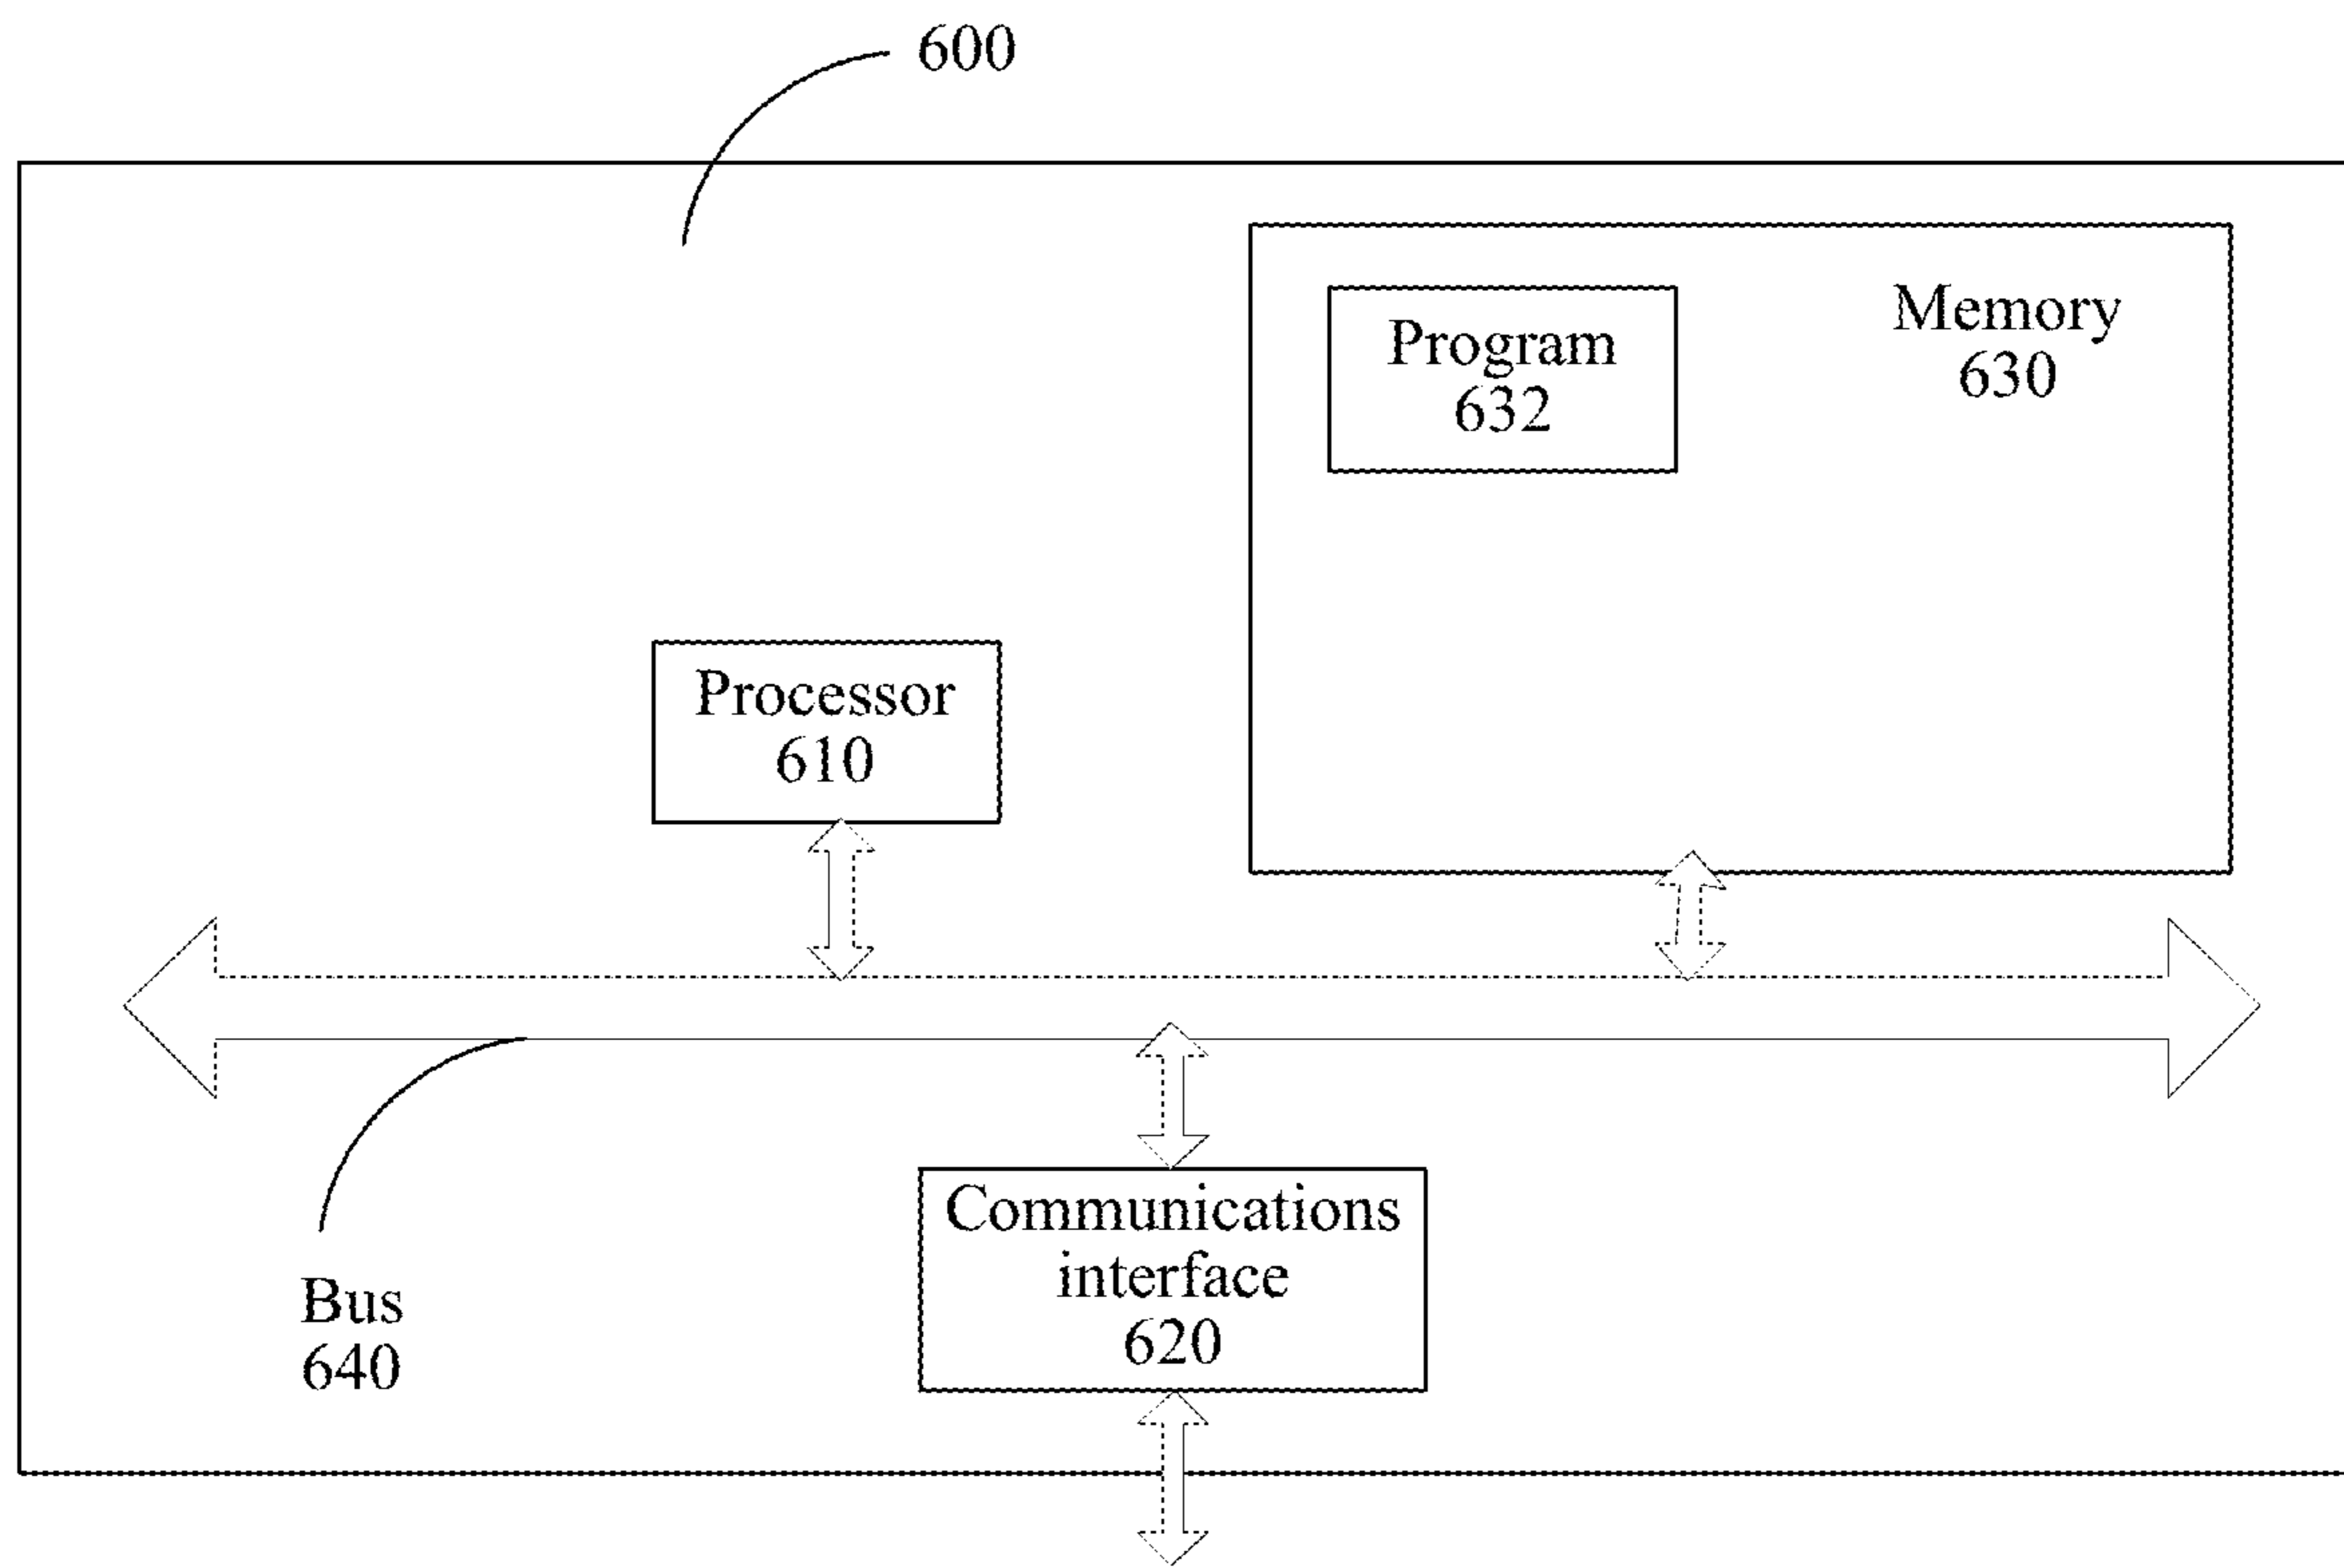 600
Program
632
Memory
630
Processor
610
Communications
interface
620
Bus
640